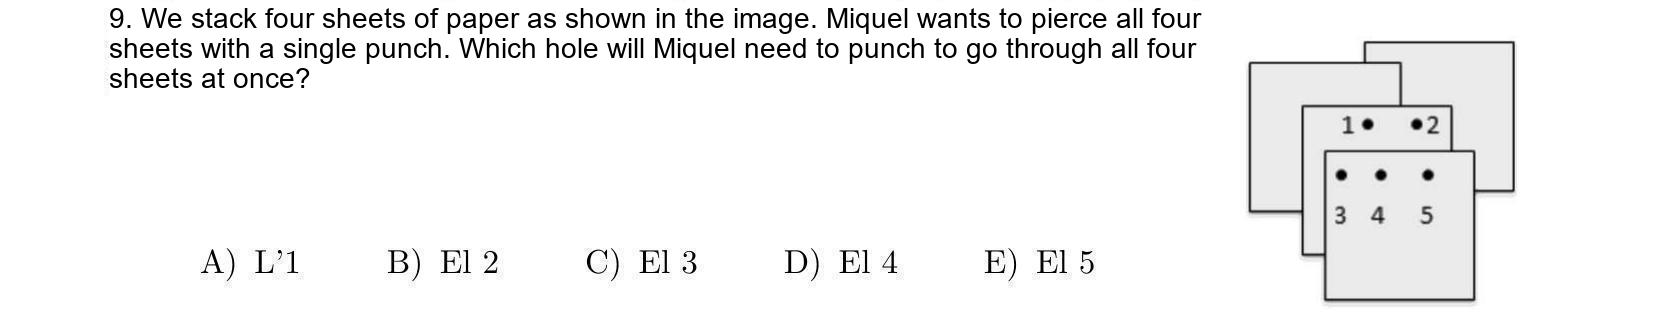 9. We stack four sheets of paper as shown in the image. Miquel wants to pierce all four
sheets with a single punch. Which hole will Miquel need to punch to go through all four
sheets at once?
1 2
3 4 5
A) L'1 B) El 2 C) El 3 D) El 4 E) El 5